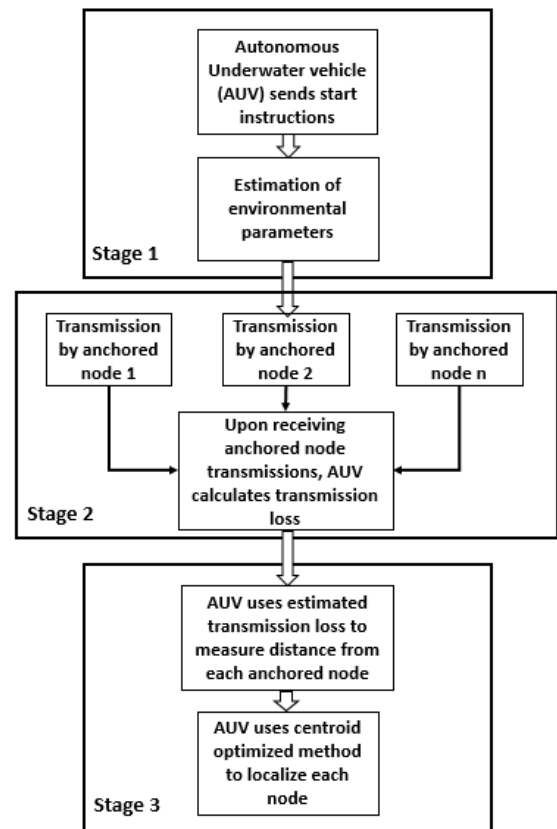 Autonomous
Underwater vehicle
(AUV) sends start
instructions
Estimation of
environmental
parameters
Stage 1
Transmission
by anchored
node 1
Transmission
by anchored
node 2
Transmission
by anchored
node n
Upon receiving
anchored node
transmissions, AUV
calculates transmission
loss
Stage 2
AUV uses estimated
transmission loss to
measure distance from
each anchored node
AUV uses centroid
optimized method
to localize each
node
Stage 3